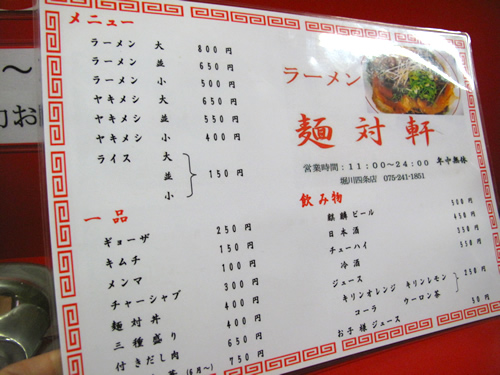 メニュー
ラーメン 大 800円
ラーメン 並 650円
ラーメン 小 500円
ヤキメシ 大 650円
ヤキメシ 並 550円
ヤキメシ 小 400円
ライス 大
並 150円
小
一品
ギョーザ 250円
キムチ 150円
メンマ 100円
チャーシャブ 300円
麺対丼 400円
三種盛り 400円
付きだし肉 650円
(6月〜) 750円
ラーメン
麺対軒
営業時間:11:00〜24:00 年中無休
堀川四条店 075-241-1851
飲み物
麒麟ビール 500円
日本酒 450円
チューハイ 350円
冷酒 550円
ジュース
キリンオレンジ キリンレモン 250円
コーラ ウーロン茶
お子様ジュース 50円
〜
お